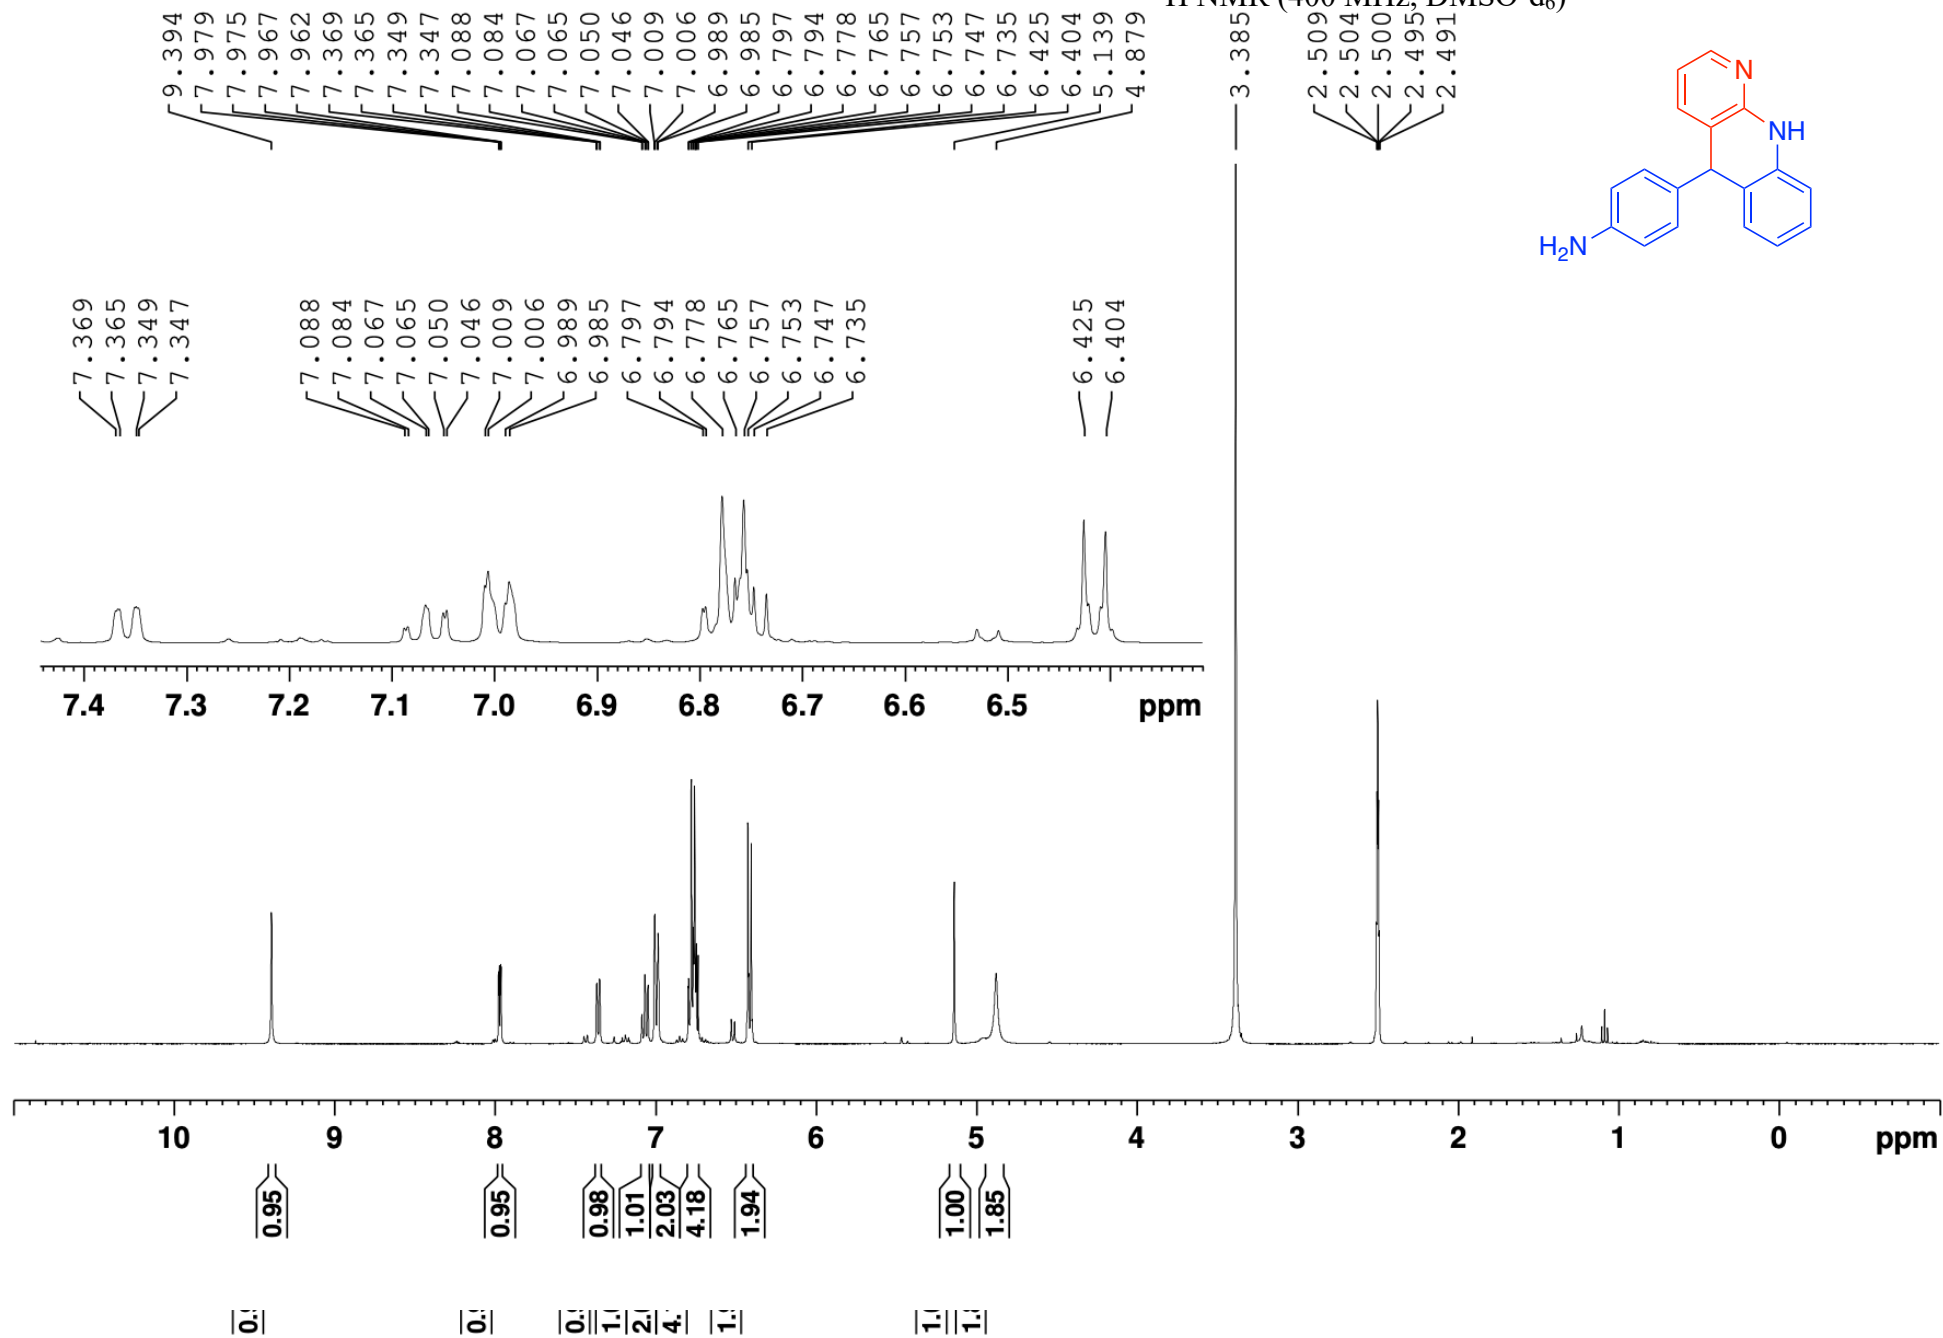 H NMR (400 MHz, DMSO-d6)
9.394 7.979 7.975 7.967 7.962 7.369 7.365 7.349 7.347 7.088 7.084 7.067 7.065 7.050 7.046 7.009 7.006 6.989 6.985 6.797 6.794 6.778 6.765 6.757 6.753 6.747 6.735 6.425 6.404 5.139 4.879 3.385 2.509 2.504 2.500 2.495 2.491
N
NH
H2N
7.369 7.365 7.349 7.347 7.088 7.084 7.067 7.065 7.050 7.046 7.009 7.006 6.989 6.985 6.797 6.794 6.778 6.765 6.757 6.753 6.747 6.735 6.425 6.404
7.4 7.3 7.2 7.1 7.0 6.9 6.8 6.7 6.6 6.5 ppm
10 9 8 7 6 5 4 3 2 1 0 ppm
0.95 0.95 0.98 1.01 2.03 4.18 1.94 1.00 1.85